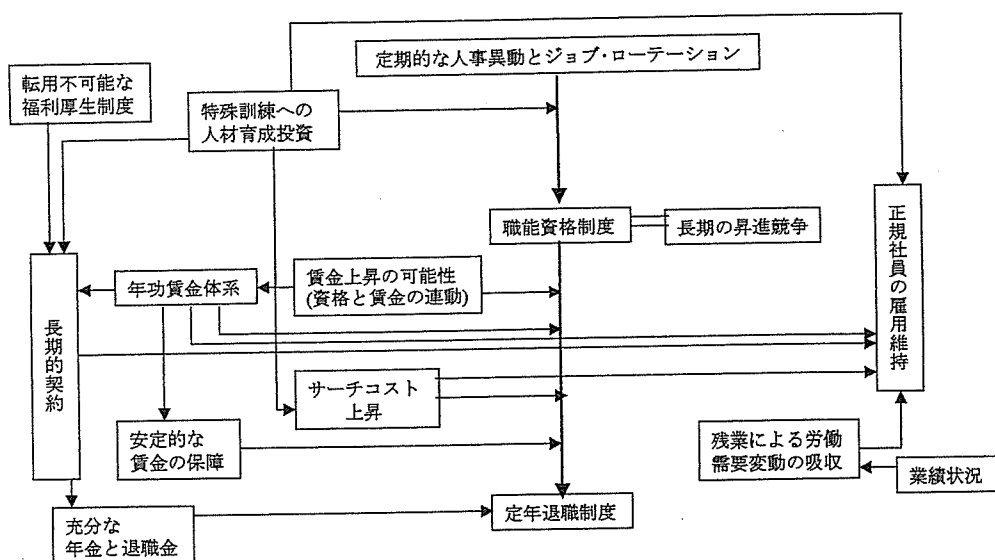 定期的な人事異動とジョブ・ローテーション
転用不可能な
福利厚生制度
特殊訓練への
人材育成投資
職能資格制度
長期の昇進競争
正規社員の雇用維持
年功賃金体系
賃金上昇の可能性
(資格と賃金の連動)
長期的契約
サーチコスト
上昇
安定的な
賃金の保障
残業による労働
需要変動の吸収
業績状況
充分な
年金と退職金
定年退職制度